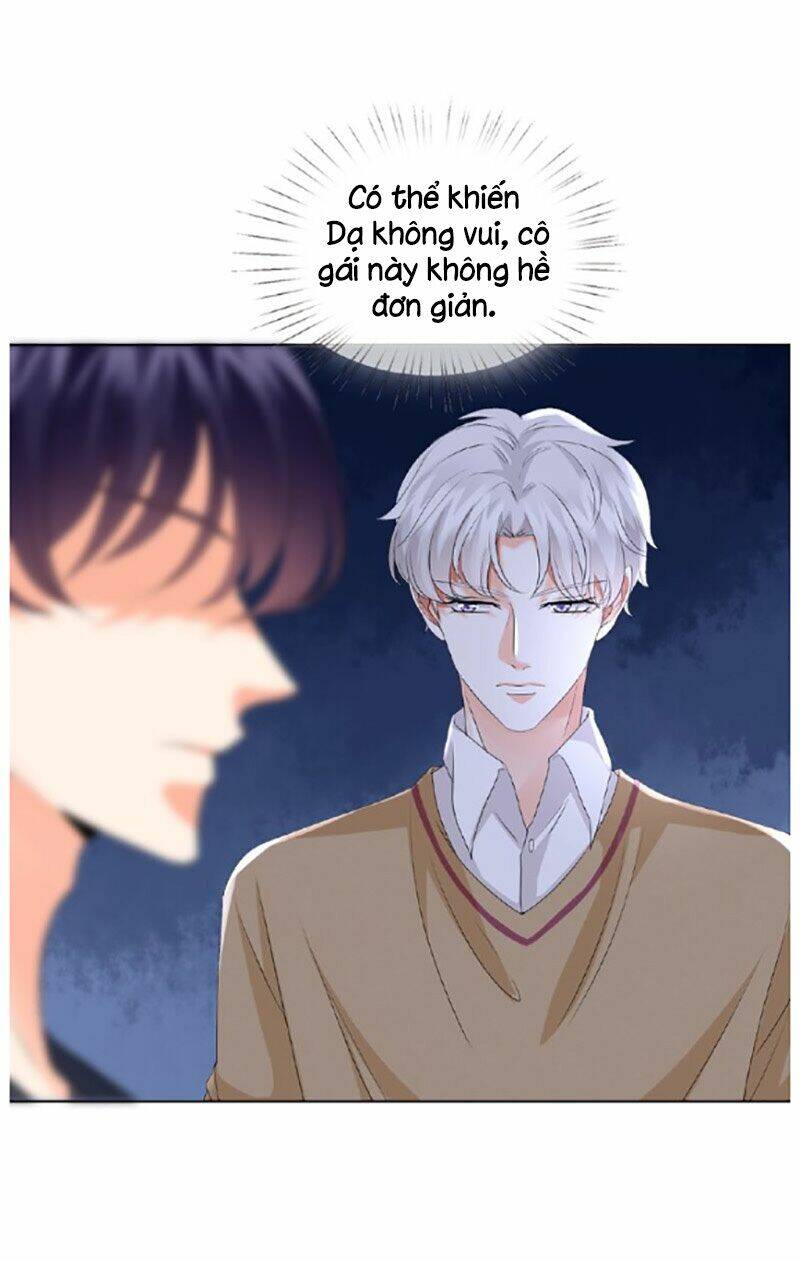 Có thể khiến
Dạ không vui, cô
gái này không hề
đơn giản.